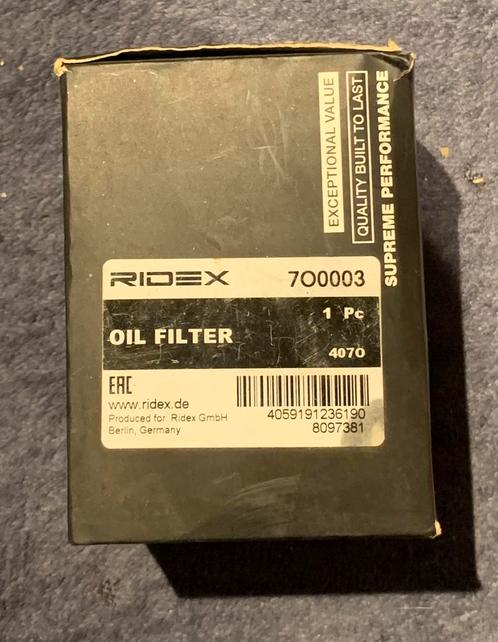 EXCEPTIONAL VALUE
QUALITY BUILT TO LAST
SUPREME PERFORMANCE
RIDEX 7O0003
1 Pc
OIL FILTER
407O
EAC
www.ridex.de
Produced for: Ridex GmbH
Berlin, Germany
4059191236190
8097381